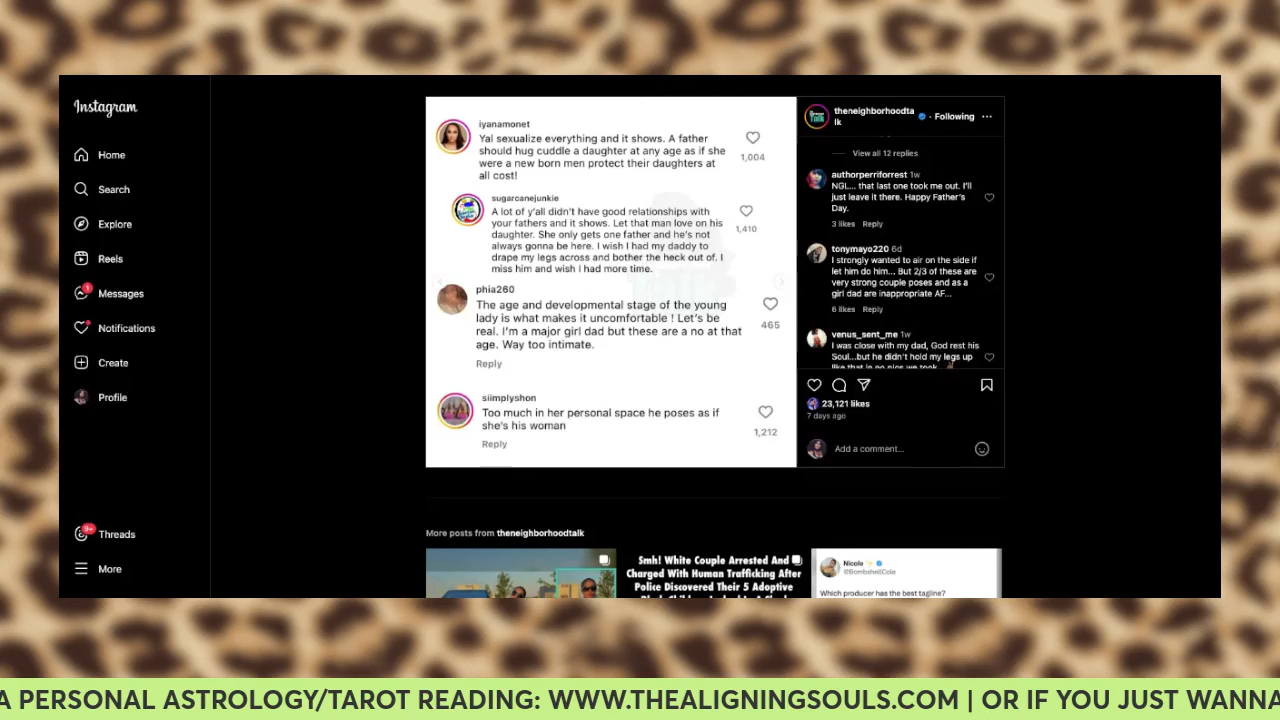 Instagram
Home
Search
Explore
Reels
1
Messages
Notifications
Create
Profile
9+
Threads
More
iyanamonet
Yal sexualize everything and it shows. A father
should hug cuddle a daughter at any age as if she
were a new born men protect their daughters at
all cost!
1,004
sugarcanejunkie
A lot of y'all didn't have good relationships with
your fathers and it shows. Let that man love on his
daughter. She only gets one father and he's not
always gonna be here. I wish I had my daddy to
drape my legs across and bother the heck out of. I
miss him and wish I had more time.
1,410
phia260
The age and developmental stage of the young
lady is what makes it uncomfortable ! Let's be
real. I'm a major girl dad but these are a no at that
age. Way too intimate.
465
Reply
siimplyshon
Too much in her personal space he poses as if
she's his woman
1,212
Reply
theneighborhoodta
lk
· Following
View all 12 replies
authorperriforrest 1w
NGL... that last one took me out. I'll
just leave it there. Happy Father's
Day.
3 likes Reply
tonymayo220 6d
I strongly wanted to air on the side if
let him do him... But 2/3 of these are
very strong couple poses and as a
girl dad are inappropriate AF...
6 likes Reply
venus_sent_me 1w
I was close with my dad, God rest his
Soul...but he didn't hold my legs up
like that in no pics we took
23,121 likes
7 days ago
Add a comment...
More posts from theneighborhoodtalk
Smh! White Couple Arrested And
Charged With Human Trafficking After
Police Discovered Their 5 Adoptive
Nicole
@BombshellCole
Which producer has the best tagline?
A PERSONAL ASTROLOGY/TAROT READING: WWW.THEALIGNINGSOULS.COM | OR IF YOU JUST WANNA